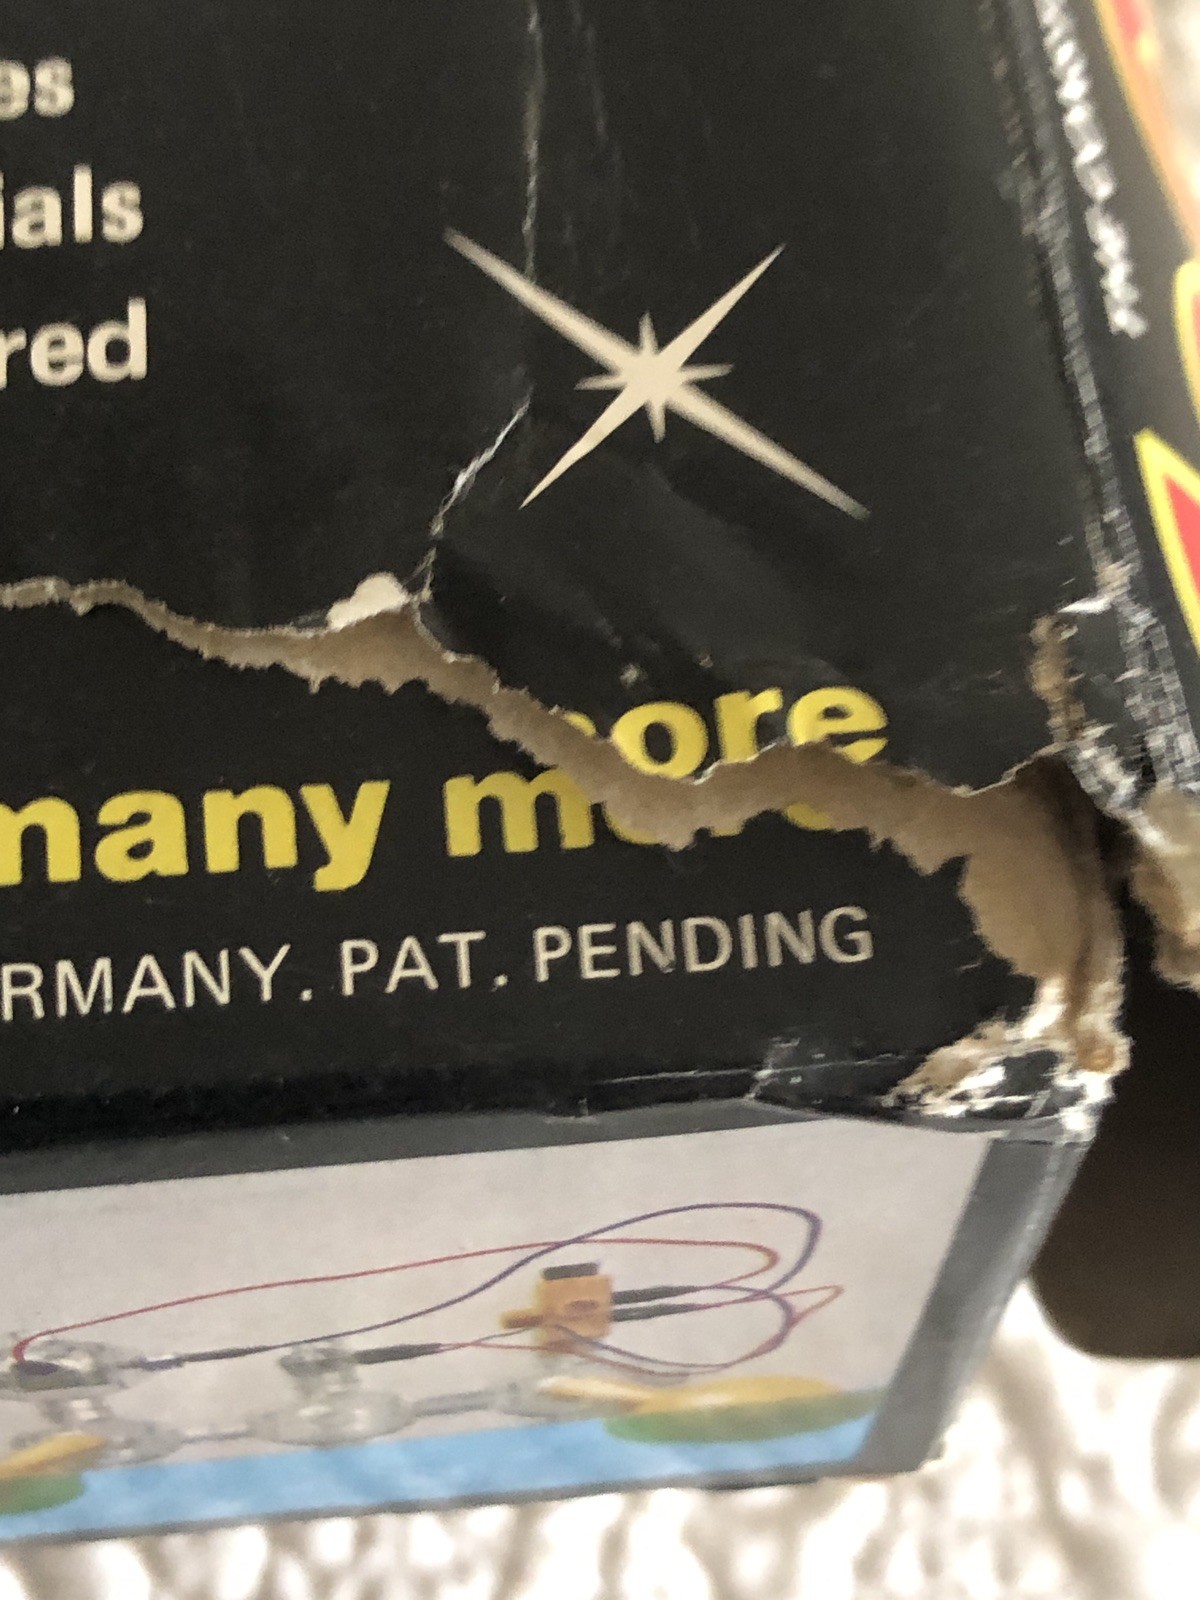 es
ials
red
many more
RMANY. PAT. PENDING